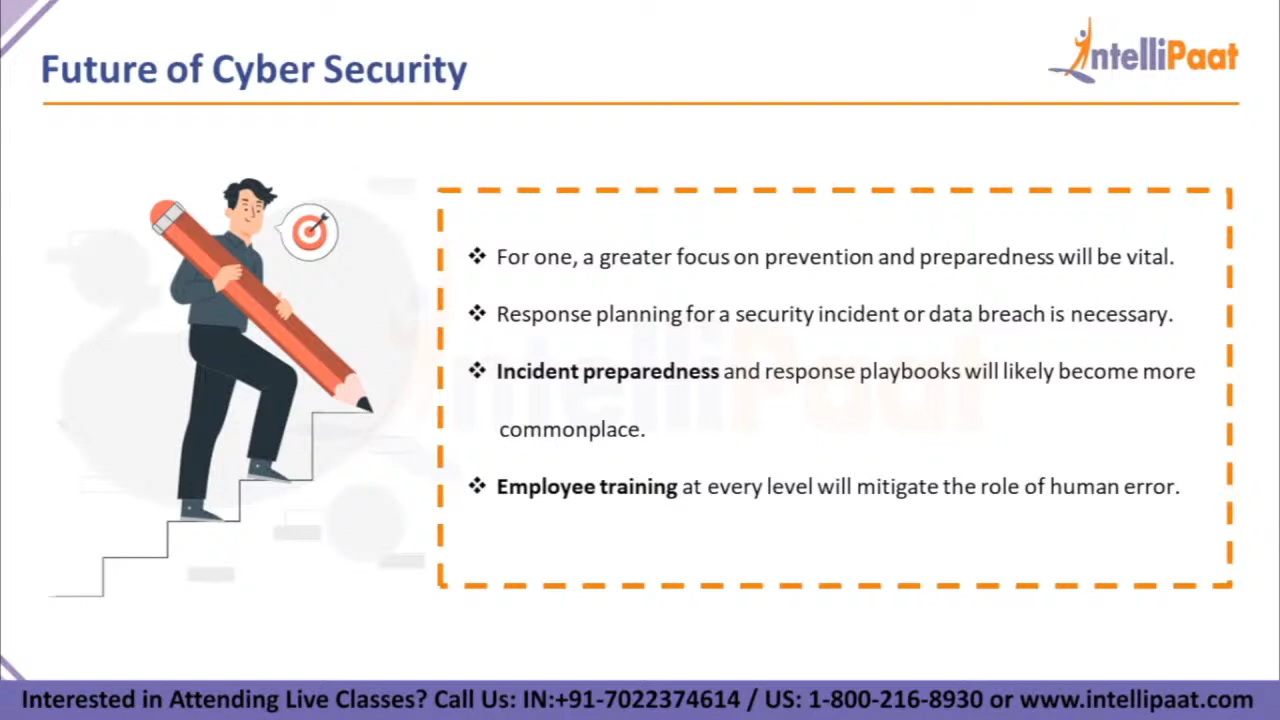 Future of Cyber Security
IntelliPaat
❖ For one, a greater focus on prevention and preparedness will be vital.
❖ Response planning for a security incident or data breach is necessary.
❖ Incident preparedness and response playbooks will likely become more
commonplace.
❖ Employee training at every level will mitigate the role of human error.
Interested in Attending Live Classes? Call Us: IN:+91-7022374614 / US: 1-800-216-8930 or www.intellipaat.com